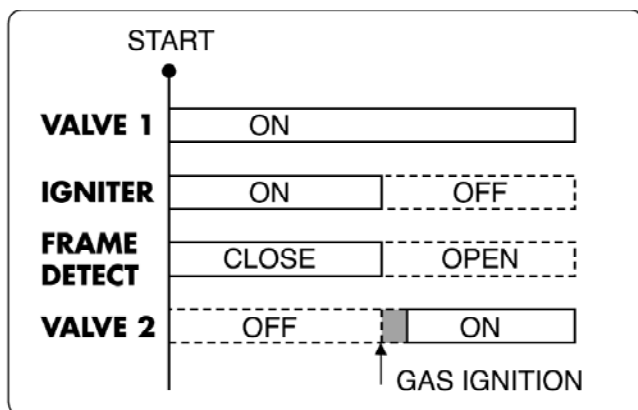 START
VALVE 1 ON
IGNITER ON OFF
FRAME DETECT CLOSE OPEN
VALVE 2 OFF ON
GAS IGNITION